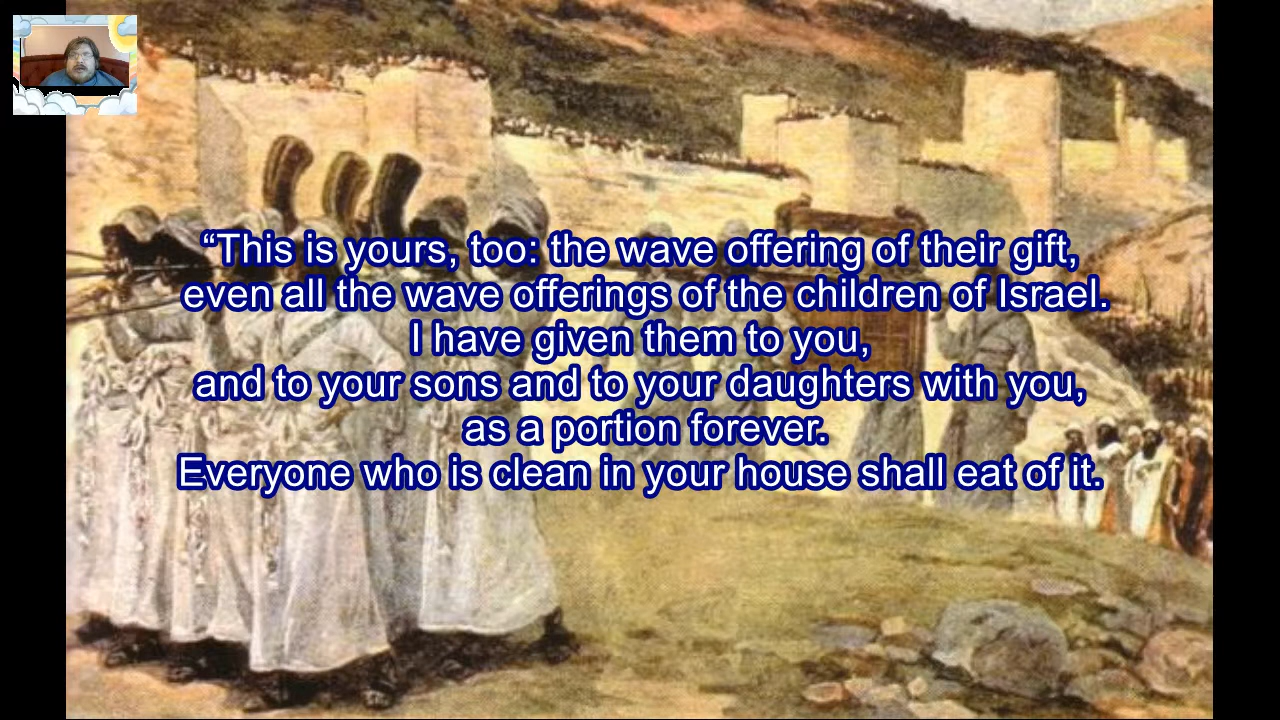 “This is yours, too: the wave offering of their gift,
even all the wave offerings of the children of Israel.
I have given them to you,
and to your sons and to your daughters with you,
as a portion forever.
Everyone who is clean in your house shall eat of it.